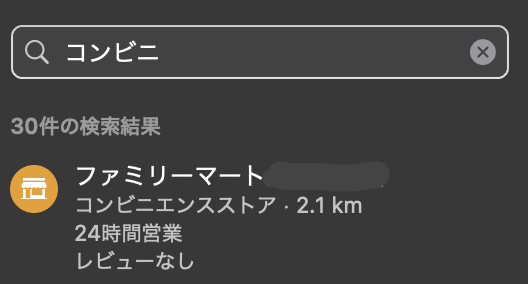 コンビニ
30件の検索結果
ファミリーマート
コンビニエンスストア · 2.1 km
24時間営業
レビューなし